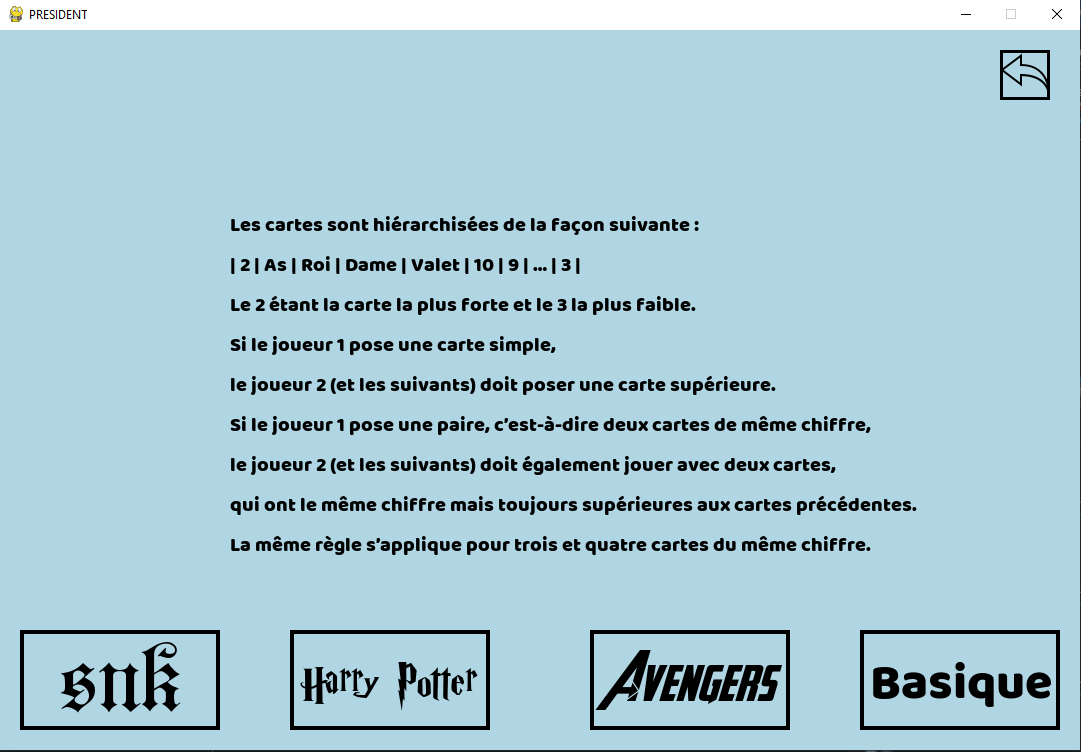 PRESIDENT
Les cartes sont hiérarchisées de la façon suivante :
| 2 | As | Roi | Dame | Valet | 10 | 9 | ... | 3 |
Le 2 étant la carte la plus forte et le 3 la plus faible.
Si le joueur 1 pose une carte simple,
le joueur 2 (et les suivants) doit poser une carte supérieure.
Si le joueur 1 pose une paire, c'est-à-dire deux cartes de même chiffre,
le joueur 2 (et les suivants) doit également jouer avec deux cartes,
qui ont le même chiffre mais toujours supérieures aux cartes précédentes.
La même règle s'applique pour trois et quatre cartes du même chiffre.
snk
Harry Potter
AVENGERS
Basique